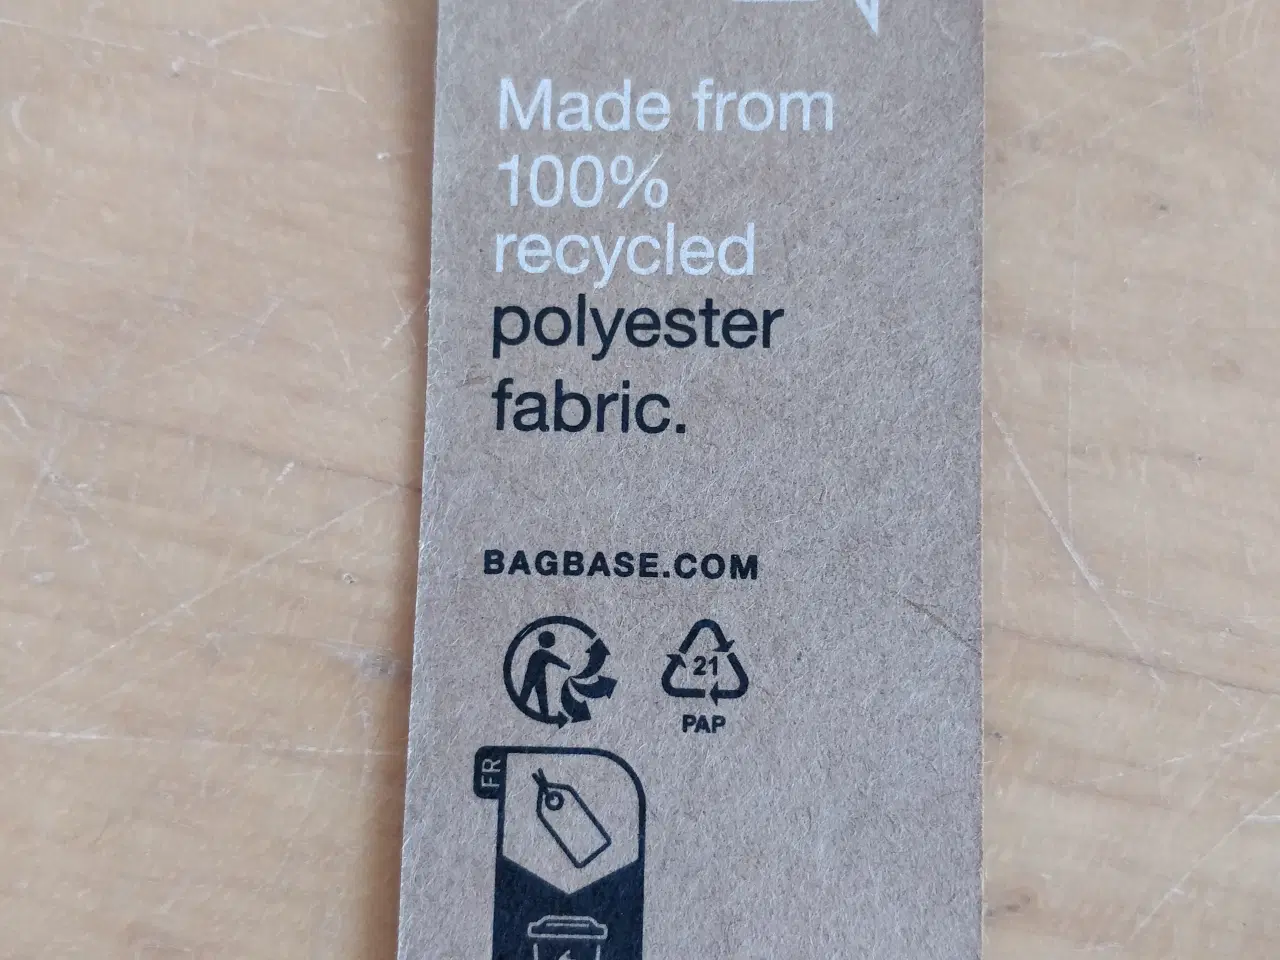 Made from
100%
recycled
polyester
fabric.
BAGBASE.COM
21
PAP
FR